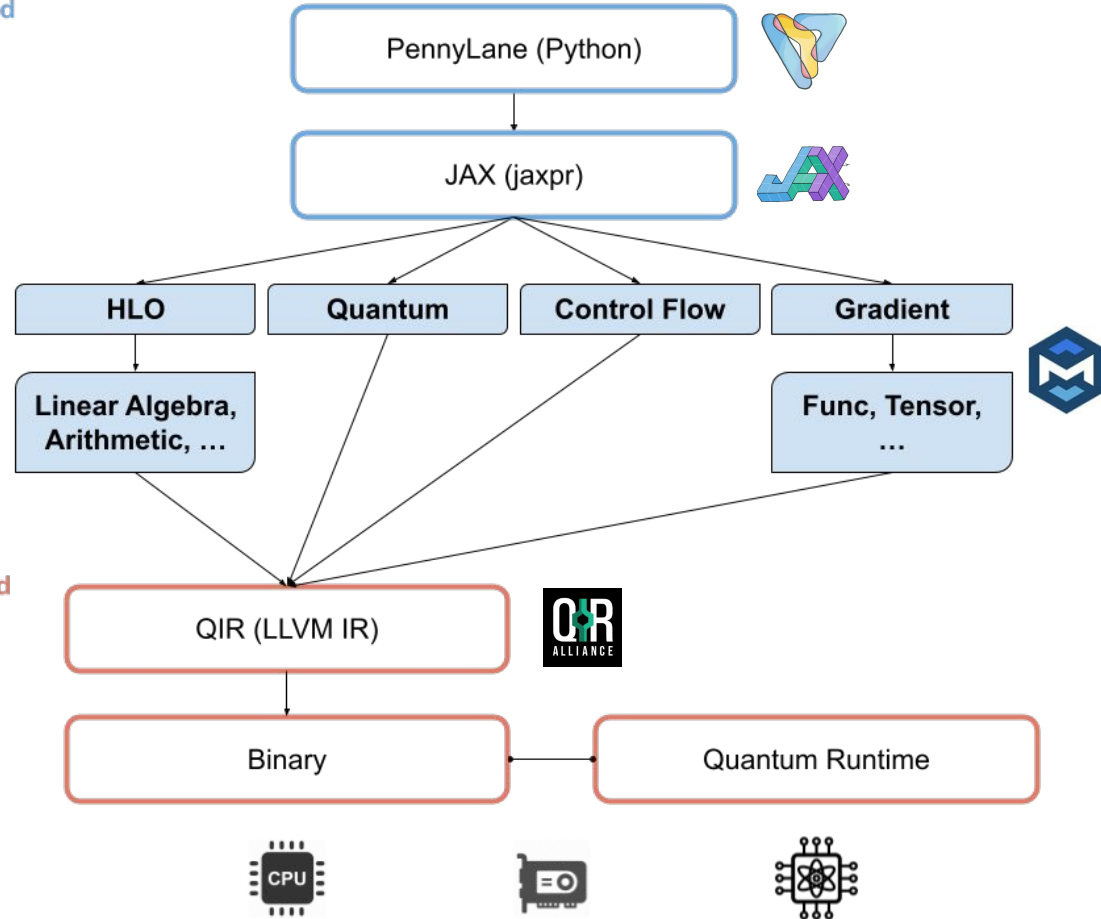 d
PennyLane (Python)
JAX (jaxpr)
JAX
HLO
Quantum
Control Flow
Gradient
Linear Algebra,
Arithmetic, …
Func, Tensor,
…
M
d
QIR (LLVM IR)
QIR
ALLIANCE
Binary
Quantum Runtime
CPU